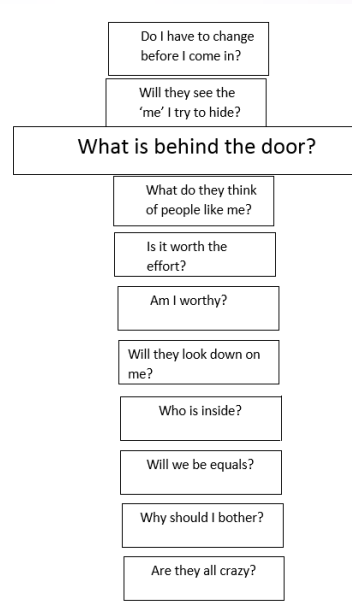 Do I have to change
before I come in?
Will they see the
‘me’ I try to hide?
What is behind the door?
What do they think
of people like me?
Is it worth the
effort?
Am I worthy?
Will they look down on
me?
Who is inside?
Will we be equals?
Why should I bother?
Are they all crazy?